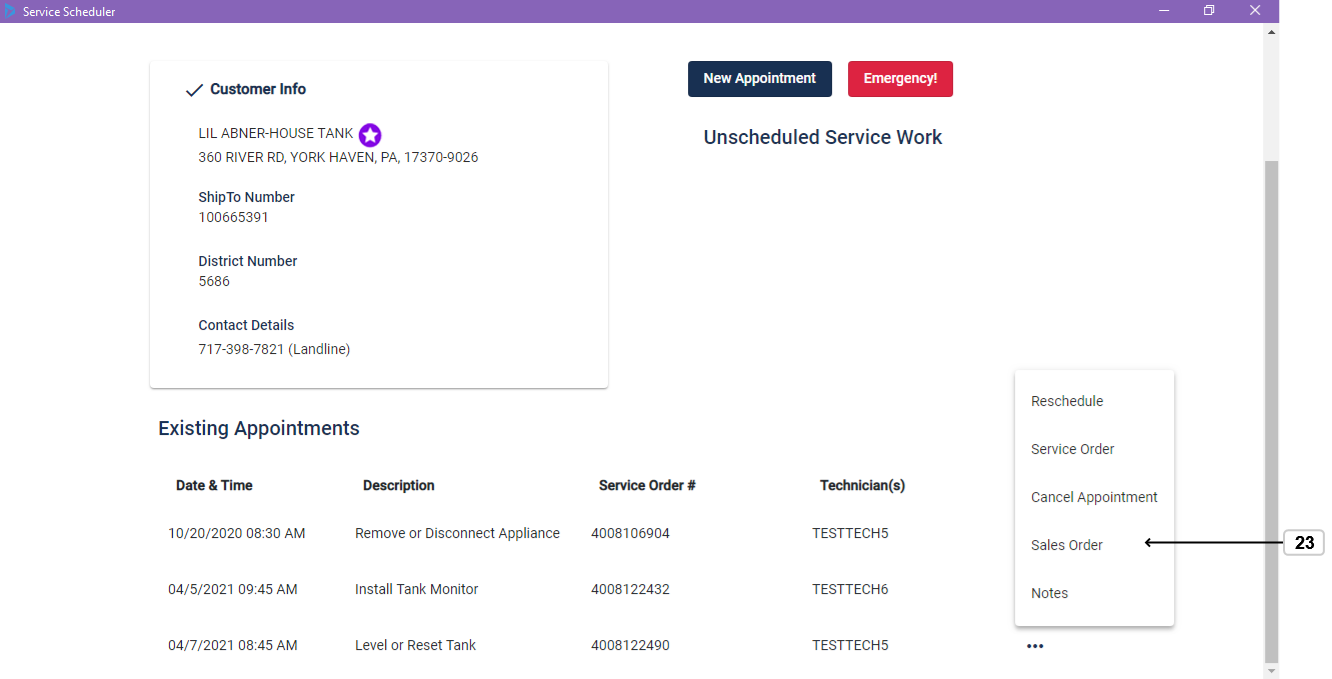 Service Scheduler
Customer Info
LIL ABNER-HOUSE TANK
360 RIVER RD, YORK HAVEN, PA, 17370-9026
ShipTo Number
100665391
District Number
5686
Contact Details
717-398-7821 (Landline)
New Appointment Emergency!
Unscheduled Service Work
Existing Appointments
Date & Time Description Service Order # Technician(s)
10/20/2020 08:30 AM Remove or Disconnect Appliance 4008106904 TESTTECH5
04/5/2021 09:45 AM Install Tank Monitor 4008122432 TESTTECH6
04/7/2021 08:45 AM Level or Reset Tank 4008122490 TESTTECH5
Reschedule
Service Order
Cancel Appointment
Sales Order
Notes
23